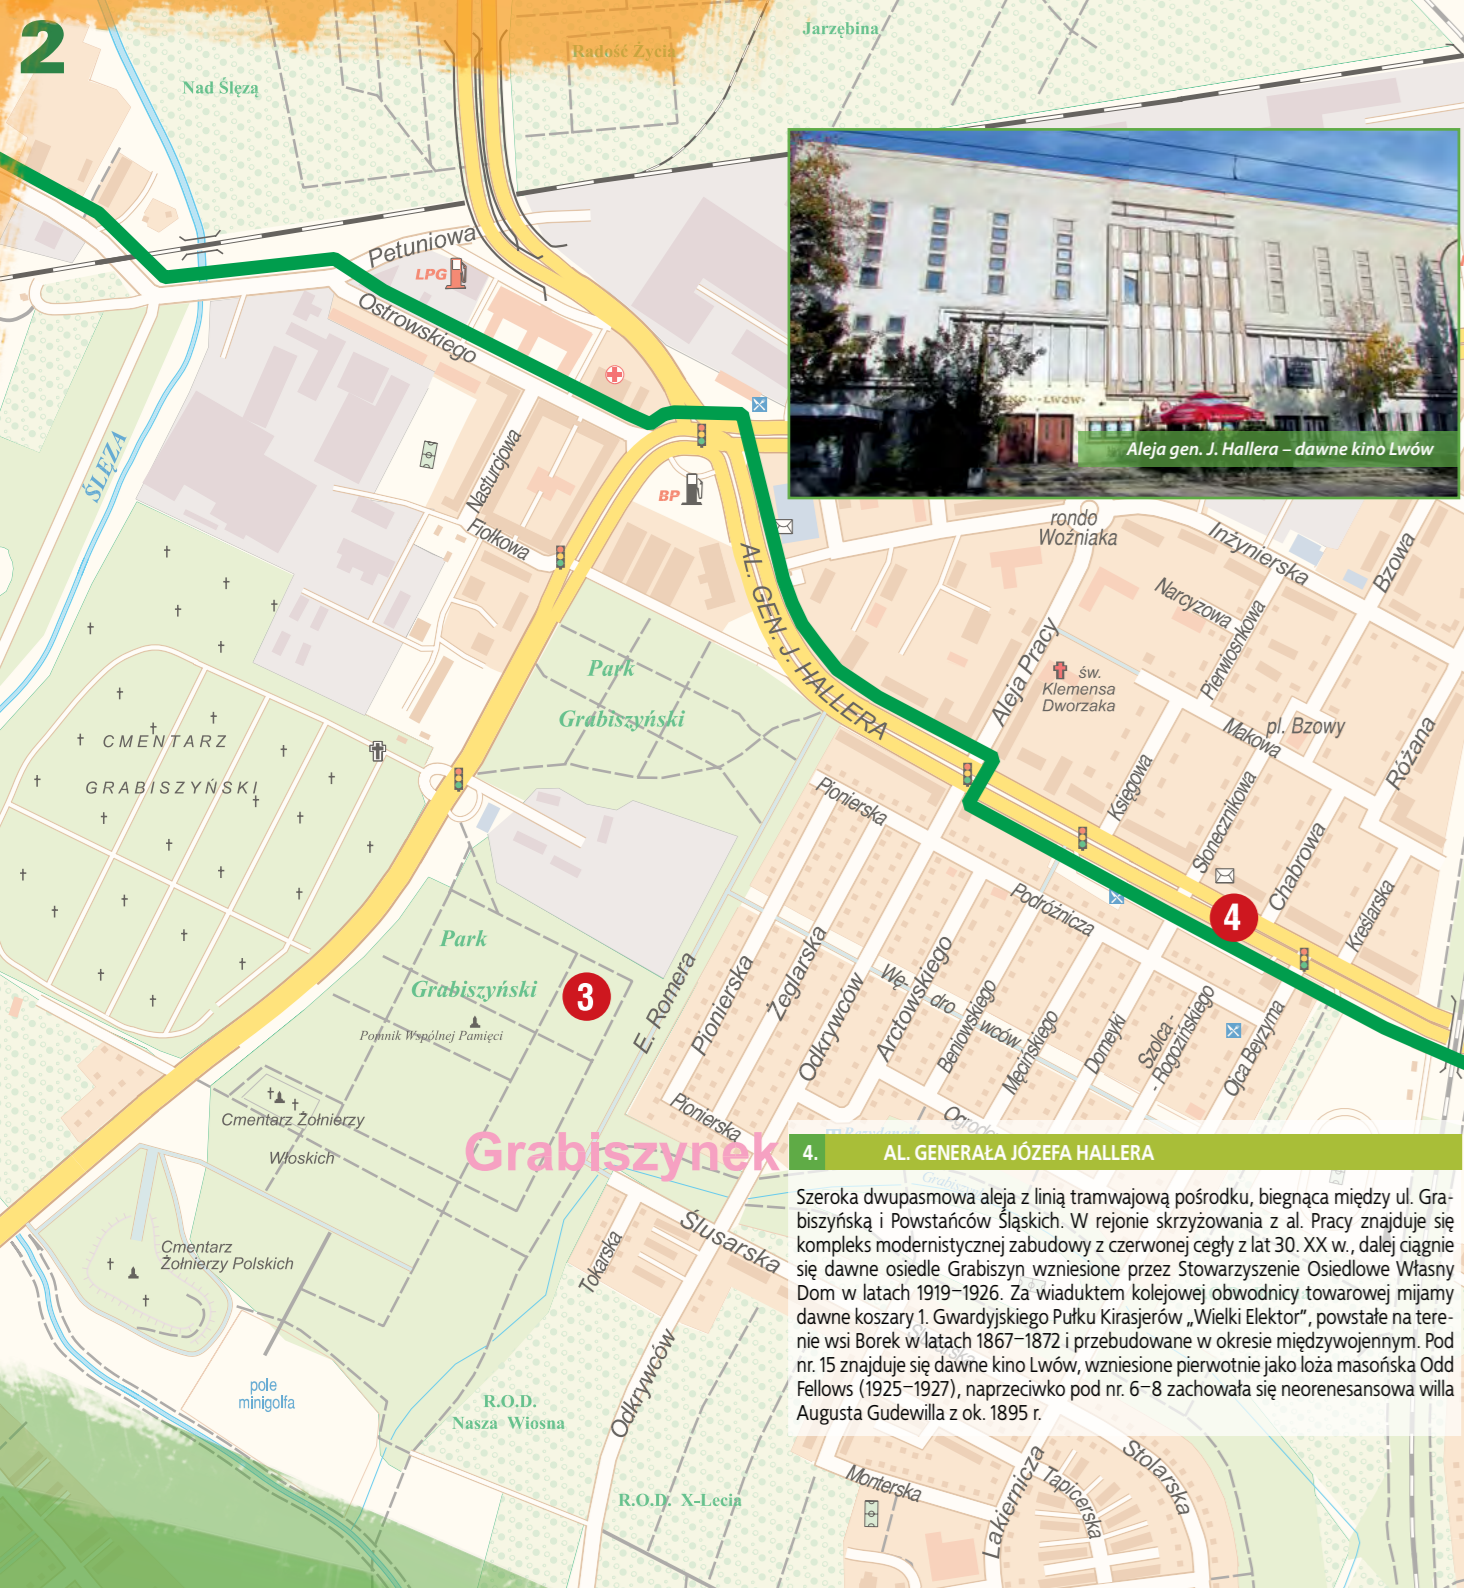 2
Nad Ślęzą
Radość Życia
Jarzębina
Petuniowa
LPG
Ostrowskiego
ŚLĘZA
Nasturcjowa
Fiołkowa
BP
KINO LWÓW
Aleja gen. J. Hallera – dawne kino Lwów
rondo
Woźniaka
Inżynierska
Bzowa
Narcyzowa
Pierwiosnkowa
AL. GEN. J. HALLERA
Aleja Pracy
św.
Klemensa
Dworzaka
Makowa
pl. Bzowy
Różana
Park
Grabiszyński
CMENTARZ
GRABISZYŃSKI
Pionierska
Księgowa
Słonecznikowa
Chabrowa
Kreślarska
4
Podróżnicza
Park
Grabiszyński
3
Pomnik Wspólnej Pamięci
E. Romera
Pionierska
Żeglarska
Odkrywców
Arctowskiego
Wę-
dro
wców
Beniowskiego
Męcińskiego
Domeyki
Szolca -
- Rogozińskiego
Ojca Beyzyma
Pionierska
Cmentarz Żołnierzy
Włoskich
Grabiszynek
Ślusarska
Tokarska
Cmentarz
Żołnierzy Polskich
pole
minigolfa
R.O.D.
Nasza Wiosna
Odkrywców
R.O.D. X-Lecia
4. AL. GENERAŁA JÓZEFA HALLERA
Szeroka dwupasmowa aleja z linią tramwajową pośrodku, biegnąca między ul. Gra-
biszyńską i Powstańców Śląskich. W rejonie skrzyżowania z al. Pracy znajduje się
kompleks modernistycznej zabudowy z czerwonej cegły z lat 30. XX w., dalej ciągnie
się dawne osiedle Grabiszyn wzniesione przez Stowarzyszenie Osiedlowe Własny
Dom w latach 1919–1926. Za wiaduktem kolejowej obwodnicy towarowej mijamy
dawne koszary 1. Gwardyjskiego Pułku Kirasjerów „Wielki Elektor”, powstałe na tere-
nie wsi Borek w latach 1867–1872 i przebudowane w okresie międzywojennym. Pod
nr. 15 znajduje się dawne kino Lwów, wzniesione pierwotnie jako loża masońska Odd
Fellows (1925–1927), naprzeciwko pod nr. 6–8 zachowała się neorenesansowa willa
Augusta Gudewilla z ok. 1895 r.
Monterska
Lakiernicza
Tapicerska
Stolarska